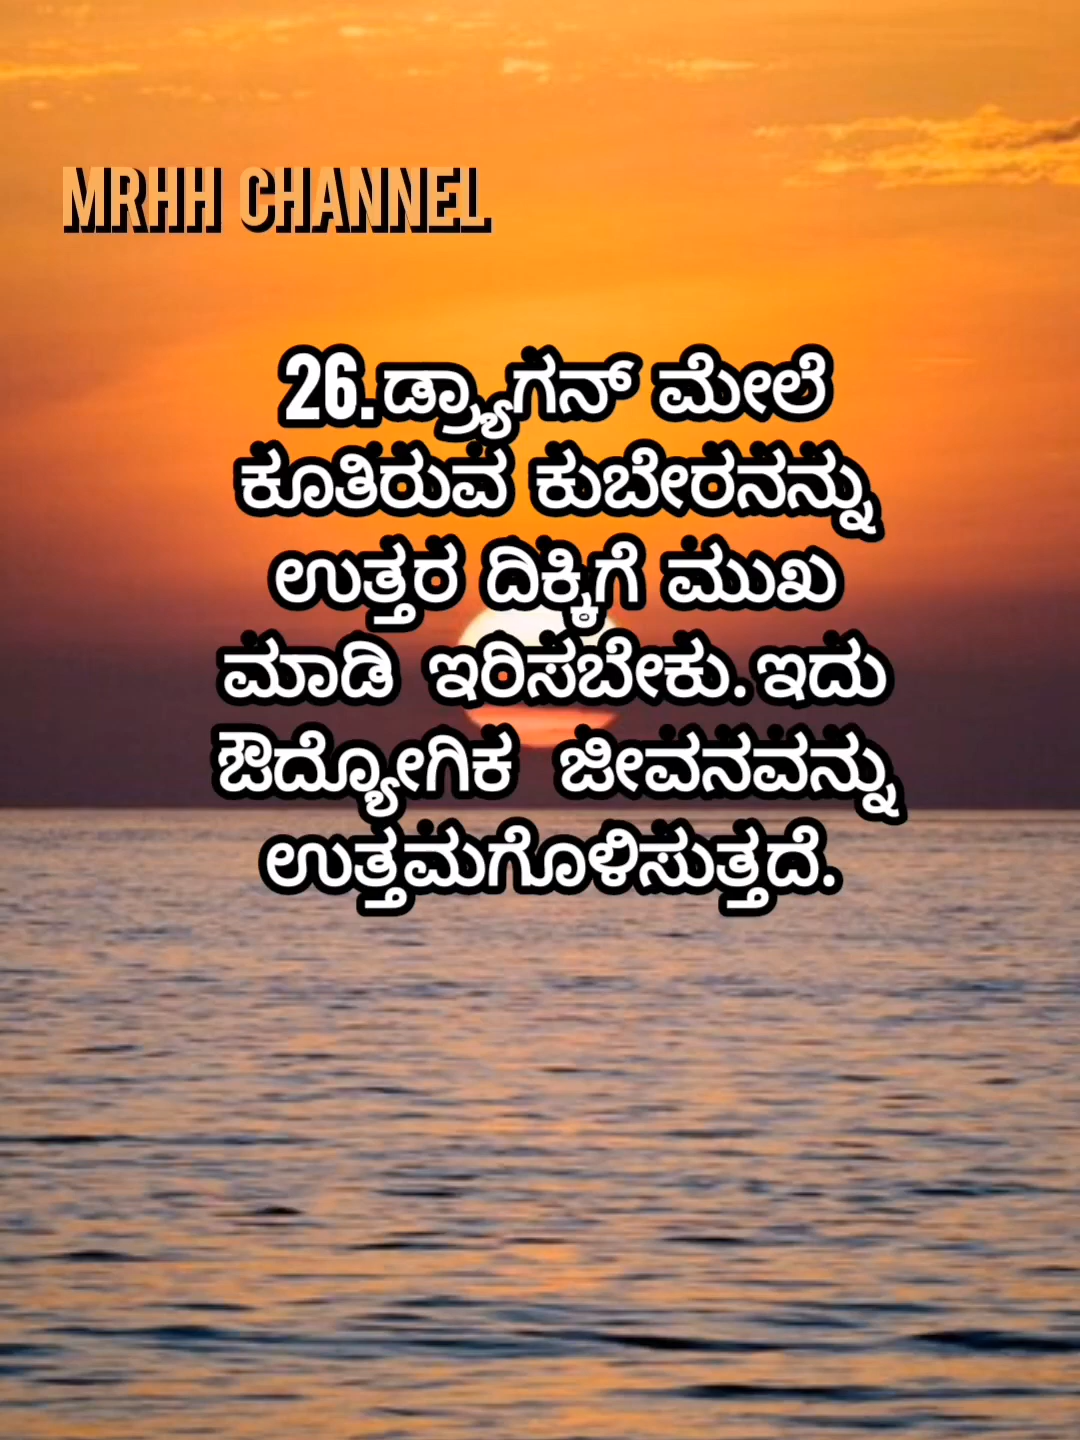 MRHH CHANNEL
26.ಡ್ರ್ಯಾಗನ್ ಮೇಲೆ
ಕೂತಿರುವ ಕುಬೇರನನ್ನು
ಉತ್ತರ ದಿಕ್ಕಿಗೆ ಮುಖ
ಮಾಡಿ ಇರಿಸಬೇಕು.ಇದು
ಔದ್ಯೋಗಿಕ ಜೀವನವನ್ನು
ಉತ್ತಮಗೊಳಿಸುತ್ತದೆ.